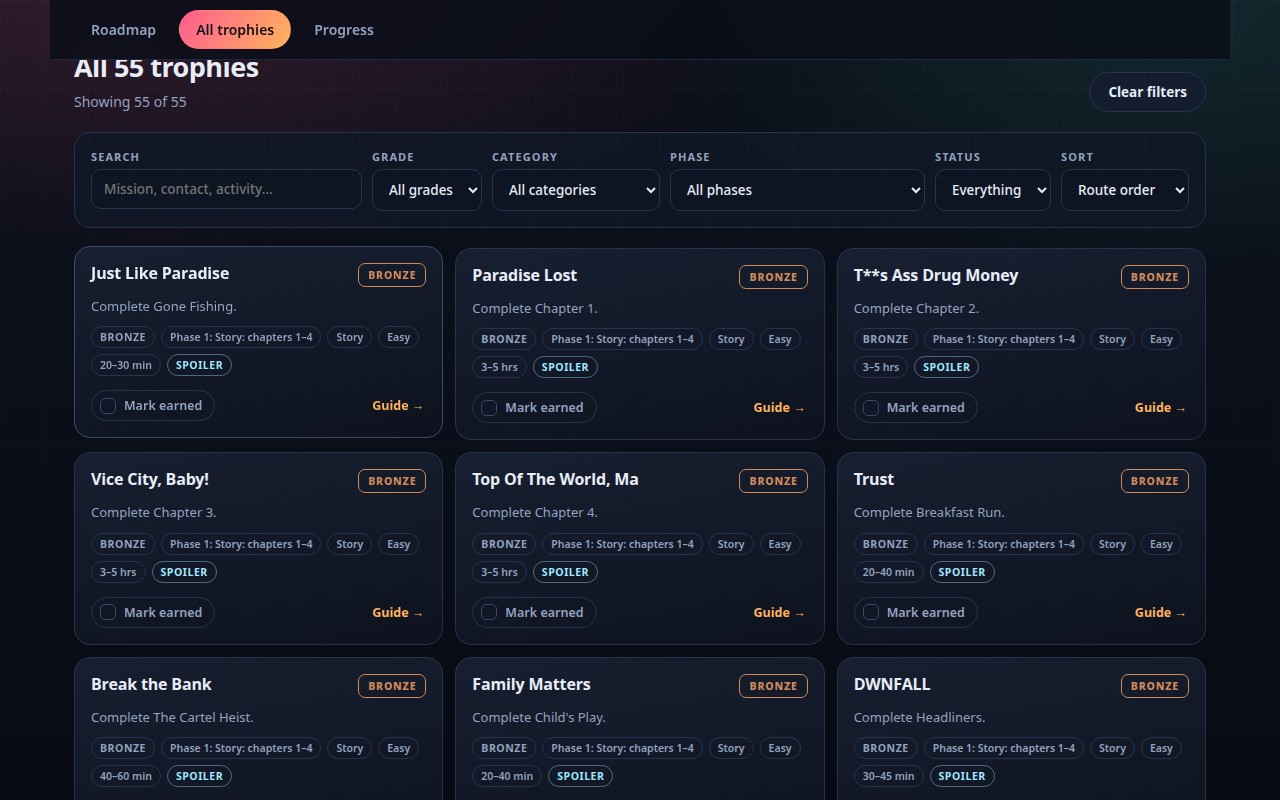 Roadmap All trophies Progress
All 55 trophies
Showing 55 of 55
Clear filters
SEARCH GRADE CATEGORY PHASE STATUS SORT
Mission, contact, activity... All grades All categories All phases Everything Route order
Just Like Paradise BRONZE
Complete Gone Fishing.
BRONZE Phase 1: Story: chapters 1–4 Story Easy
20–30 min SPOILER
Mark earned Guide →
Paradise Lost BRONZE
Complete Chapter 1.
BRONZE Phase 1: Story: chapters 1–4 Story Easy
3–5 hrs SPOILER
Mark earned Guide →
T**s Ass Drug Money BRONZE
Complete Chapter 2.
BRONZE Phase 1: Story: chapters 1–4 Story Easy
3–5 hrs SPOILER
Mark earned Guide →
Vice City, Baby! BRONZE
Complete Chapter 3.
BRONZE Phase 1: Story: chapters 1–4 Story Easy
3–5 hrs SPOILER
Mark earned Guide →
Top Of The World, Ma BRONZE
Complete Chapter 4.
BRONZE Phase 1: Story: chapters 1–4 Story Easy
3–5 hrs SPOILER
Mark earned Guide →
Trust BRONZE
Complete Breakfast Run.
BRONZE Phase 1: Story: chapters 1–4 Story Easy
20–40 min SPOILER
Mark earned Guide →
Break the Bank BRONZE
Complete The Cartel Heist.
BRONZE Phase 1: Story: chapters 1–4 Story Easy
40–60 min SPOILER
Family Matters BRONZE
Complete Child's Play.
BRONZE Phase 1: Story: chapters 1–4 Story Easy
20–40 min SPOILER
DWNFALL BRONZE
Complete Headliners.
BRONZE Phase 1: Story: chapters 1–4 Story Easy
30–45 min SPOILER